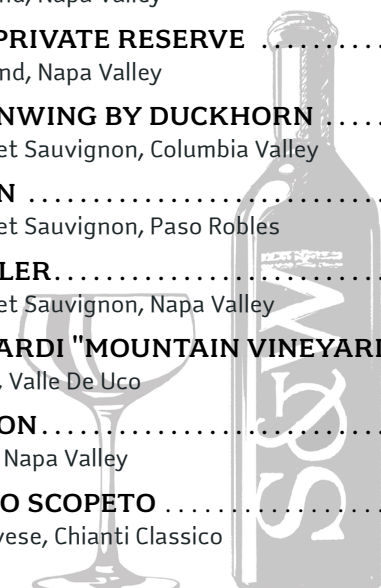 nd, Napa Valley
PRIVATE RESERVE ..........
nd, Napa Valley
NWING BY DUCKHORN .....
et Sauvignon, Columbia Valley
N ..............................
et Sauvignon, Paso Robles
LER..............................
et Sauvignon, Napa Valley
ARDI "MOUNTAIN VINEYARD
, Valle De Uco
ON..............................
Napa Valley
O SCOPETO ...................
vese, Chianti Classico
S&W